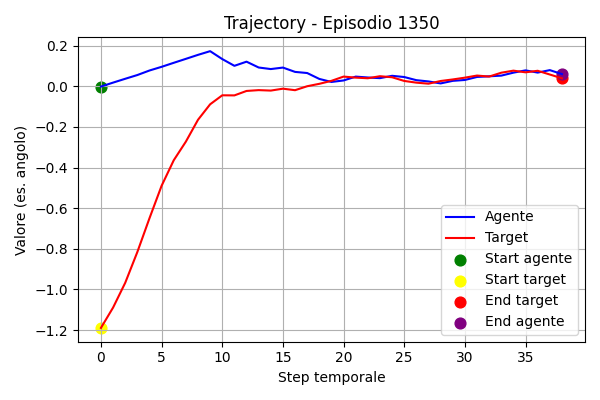 Trajectory - Episodio 1350
Valore (es. angolo)
0.2
0.0
−0.2
−0.4
−0.6
−0.8
−1.0
−1.2
0 5 10 15 20 25 30 35
Step temporale
Agente
Target
Start agente
Start target
End target
End agente